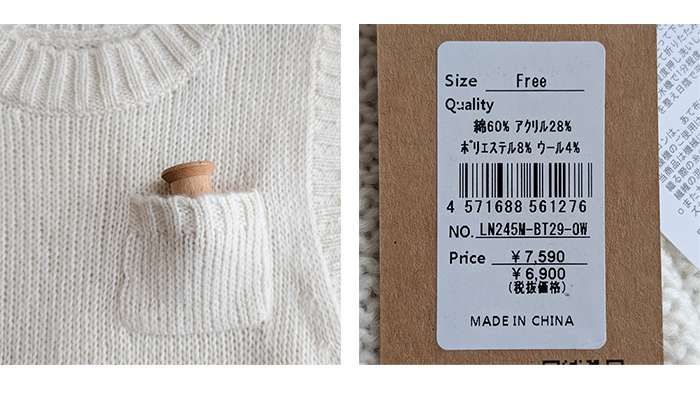 Size Free
Quality
綿60% アクリル28%
ポリエステル8% ウール4%
4 571688 561276
NO. LN245M-BT29-OW
Price ¥7,590
¥6,900
(税抜価格)
MADE IN CHINA